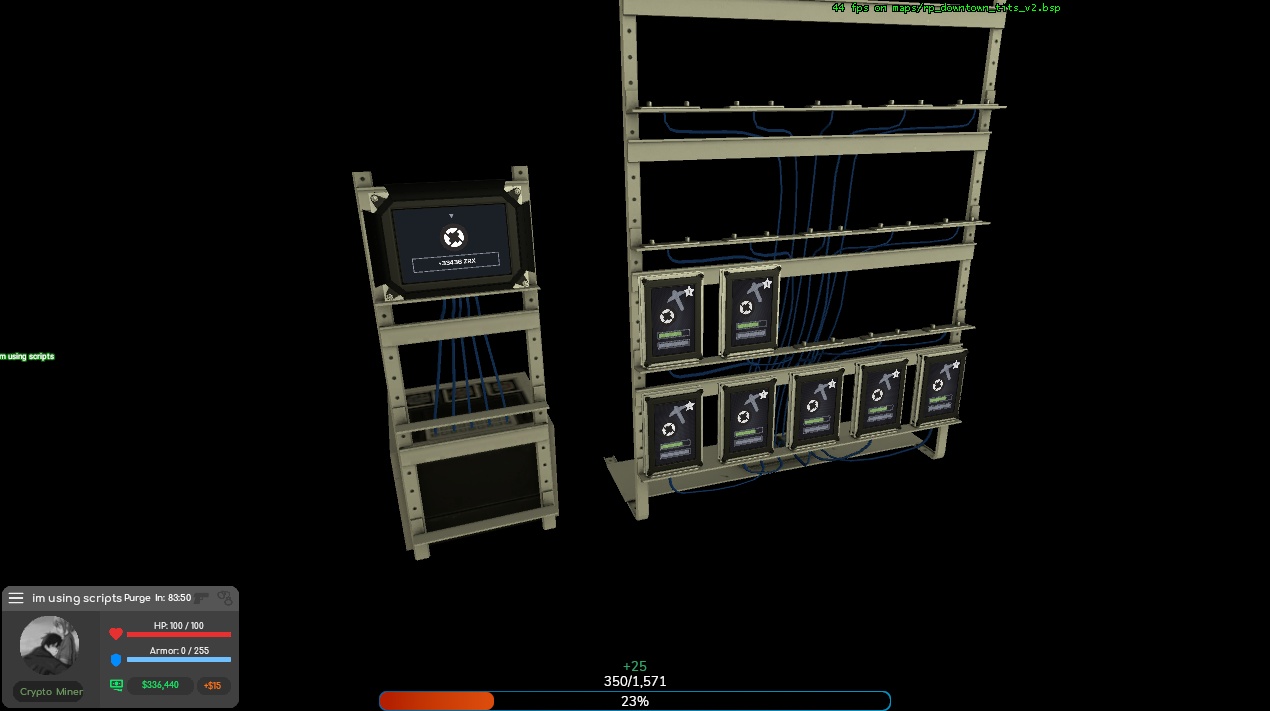 44 fps on maps/rp_downtown_tits_v2.bsp
m using scripts
im using scripts Purge In: 83:50
HP: 100 / 100
Armor: 0 / 255
Crypto Miner
$336,440
+$15
+25
350/1,571
23%